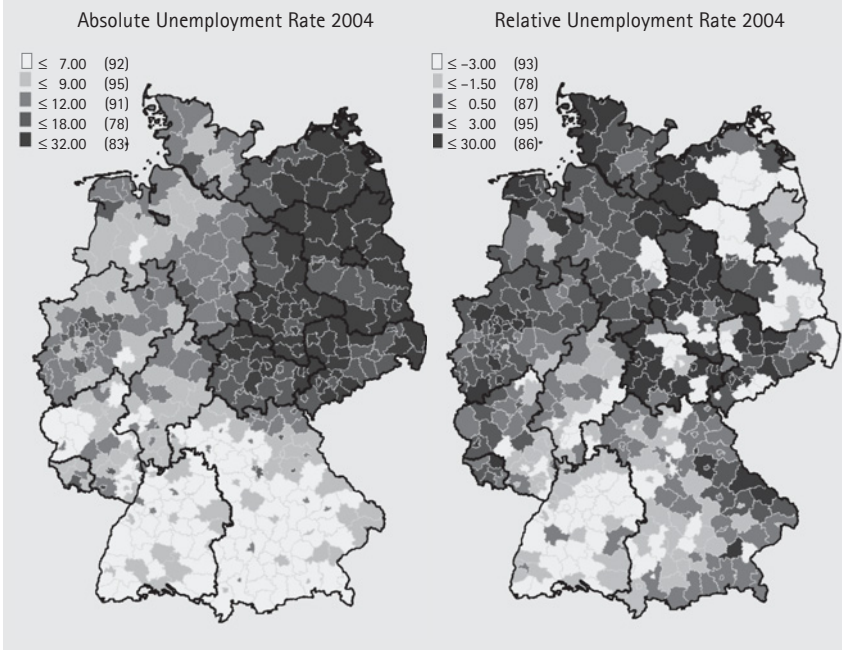 Absolute Unemployment Rate 2004
≤ 7.00 (92)
≤ 9.00 (95)
≤ 12.00 (91)
≤ 18.00 (78)
≤ 32.00 (83)
Relative Unemployment Rate 2004
≤ −3.00 (93)
≤ −1.50 (78)
≤ 0.50 (87)
≤ 3.00 (95)
≤ 30.00 (86)